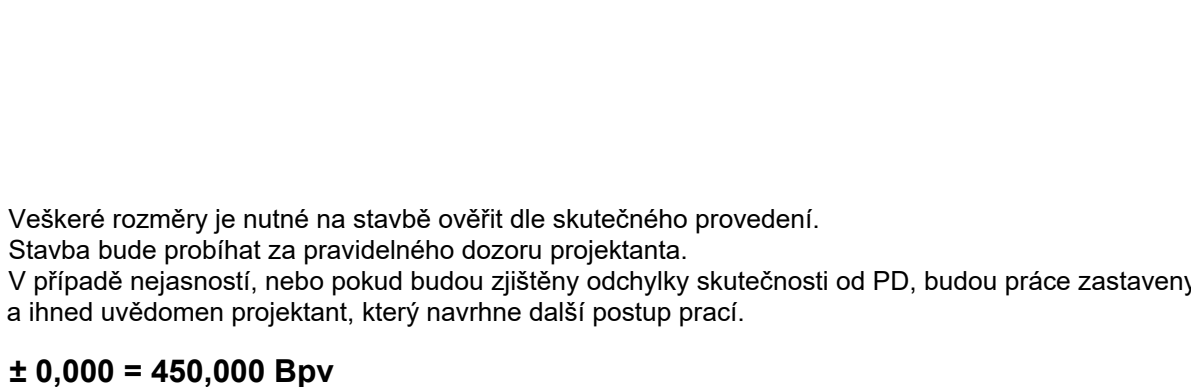 Veškeré rozměry je nutné na stavbě ověřit dle skutečného provedení.
Stavba bude probíhat za pravidelného dozoru projektanta.
V případě nejasností, nebo pokud budou zjištěny odchylky skutečnosti od PD, budou práce zastaveny
a ihned uvědomen projektant, který navrhne další postup prací.
± 0,000 = 450,000 Bpv